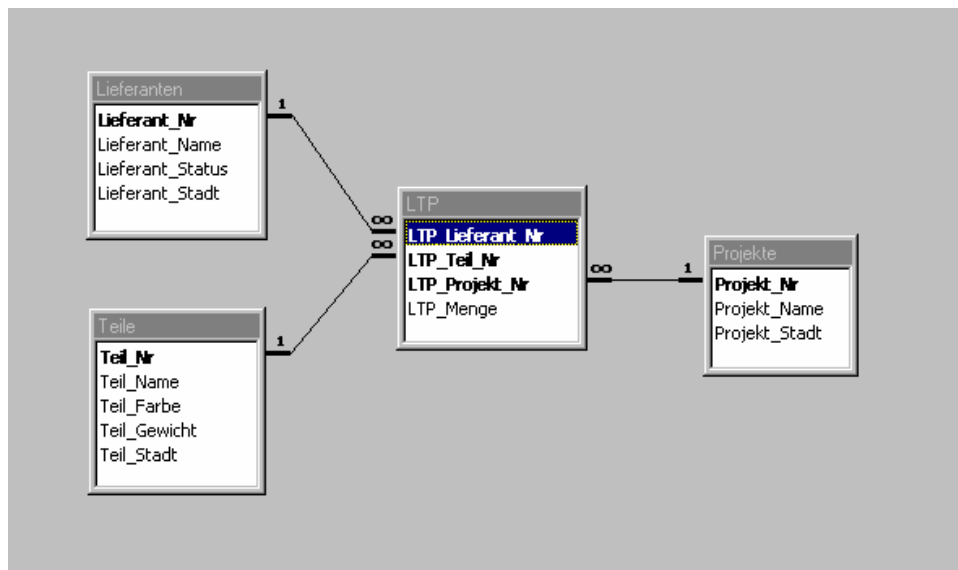 Lieferanten
Lieferant_Nr
Lieferant_Name
Lieferant_Status
Lieferant_Stadt
1
Teile
Teil_Nr
Teil_Name
Teil_Farbe
Teil_Gewicht
Teil_Stadt
1
LTP
LTP_Lieferant_Nr
LTP_Teil_Nr
LTP_Projekt_Nr
LTP_Menge
∞
∞
∞
1
Projekte
Projekt_Nr
Projekt_Name
Projekt_Stadt